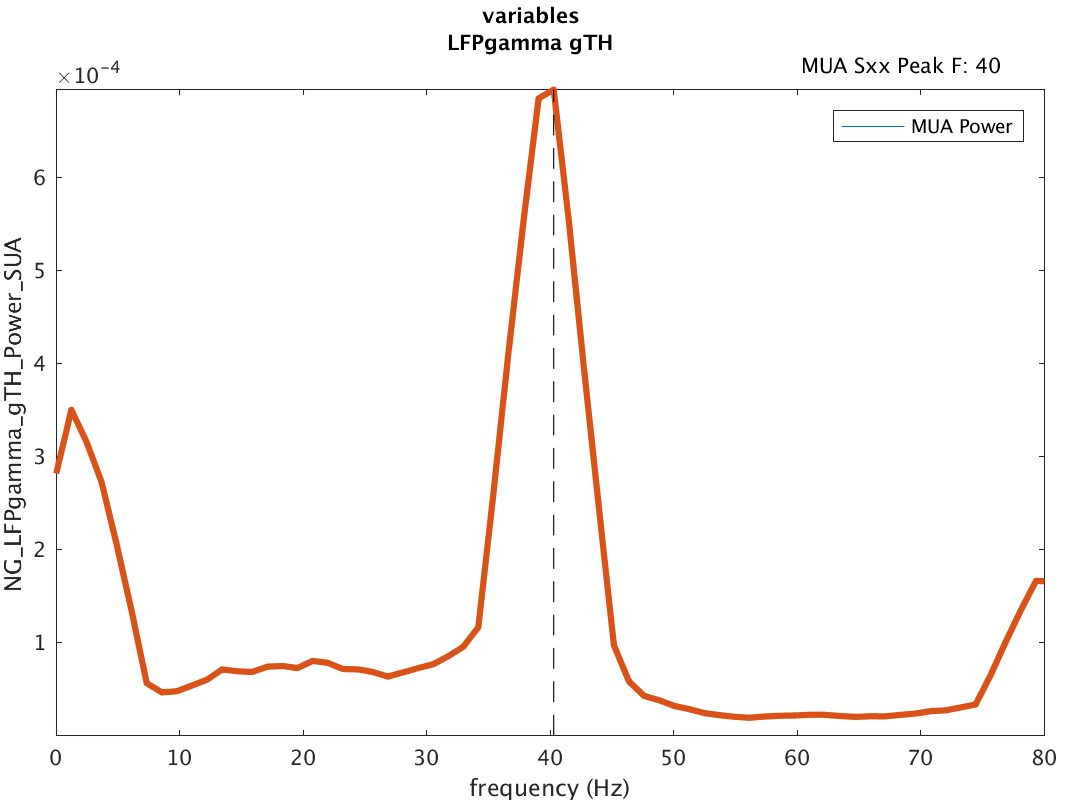 variables
LFPgamma gTH
×10⁻⁴
MUA Sxx Peak F: 40
MUA Power
6
5
4
3
2
1
NG_LFPgamma_gTH_Power_SUA
0 10 20 30 40 50 60 70 80
frequency (Hz)